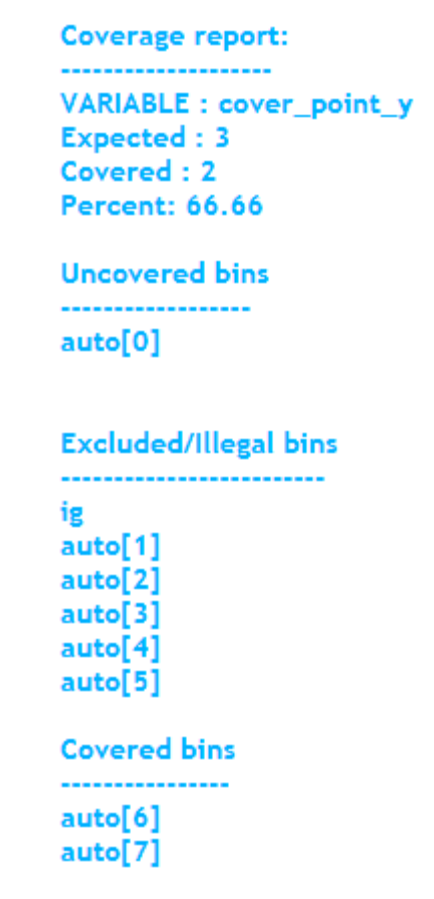 Coverage report:
--------------------
VARIABLE : cover_point_y
Expected : 3
Covered : 2
Percent: 66.66
Uncovered bins
------------------
auto[0]
Excluded/Illegal bins
-------------------------
ig
auto[1]
auto[2]
auto[3]
auto[4]
auto[5]
Covered bins
----------------
auto[6]
auto[7]